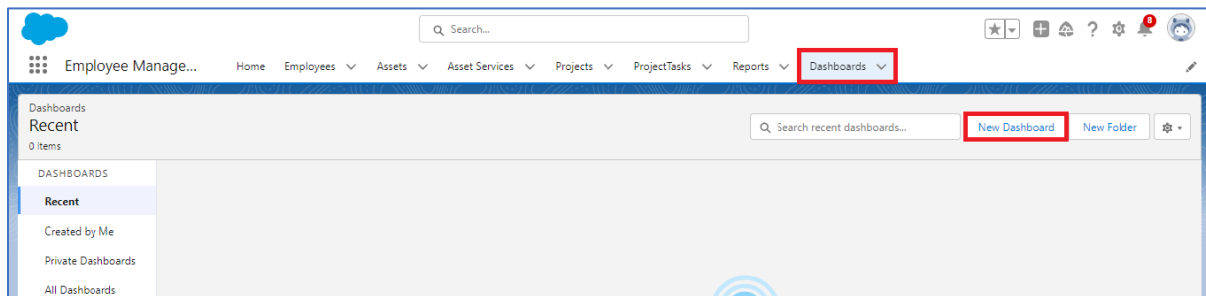 Search...
8
Employee Manage... Home Employees Assets Asset Services Projects ProjectTasks Reports Dashboards
Dashboards
Recent
0 items
Search recent dashboards... New Dashboard New Folder
DASHBOARDS
Recent
Created by Me
Private Dashboards
All Dashboards